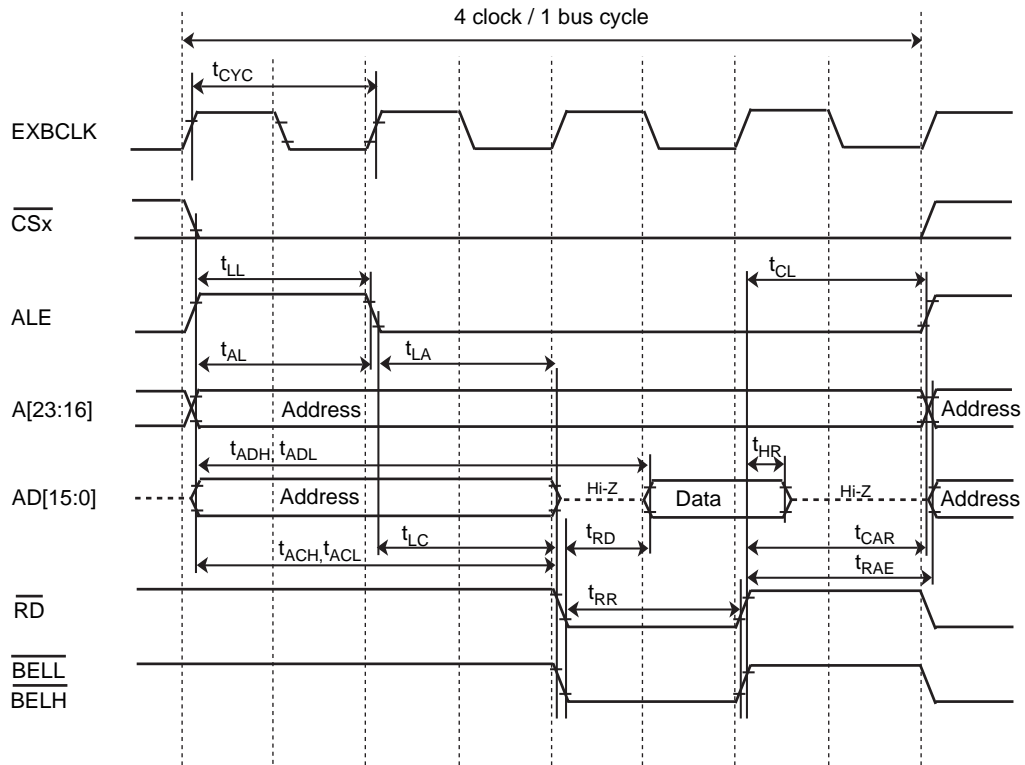 4 clock / 1 bus cycle
tCYC
EXBCLK
CSx
tLL
tCL
ALE
tAL
tLA
A[23:16]
Address
Address
tADH, tADL
tHR
AD[15:0]
Address
Hi-Z
Data
Hi-Z
Address
tLC
tRD
tCAR
tACH,tACL
tRAE
tRR
RD
BELL
BELH